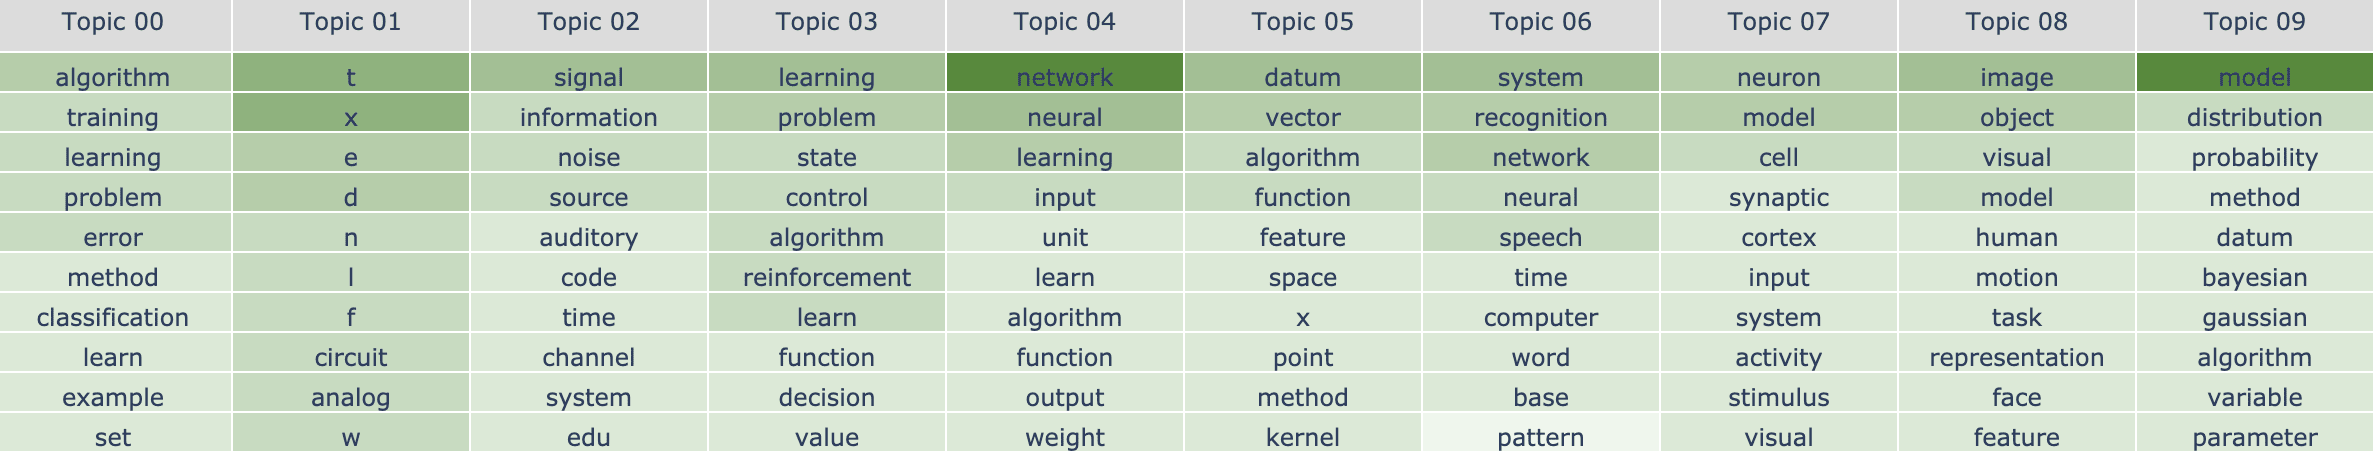 Topic 00 Topic 01 Topic 02 Topic 03 Topic 04 Topic 05 Topic 06 Topic 07 Topic 08 Topic 09
algorithm t signal learning network datum system neuron image model
training x information problem neural vector recognition model object distribution
learning e noise state learning algorithm network cell visual probability
problem d source control input function neural synaptic model method
error n auditory algorithm unit feature speech cortex human datum
method l code reinforcement learn space time input motion bayesian
classification f time learn algorithm x computer system task gaussian
learn circuit channel function function point word activity representation algorithm
example analog system decision output method base stimulus face variable
set w edu value weight kernel pattern visual feature parameter